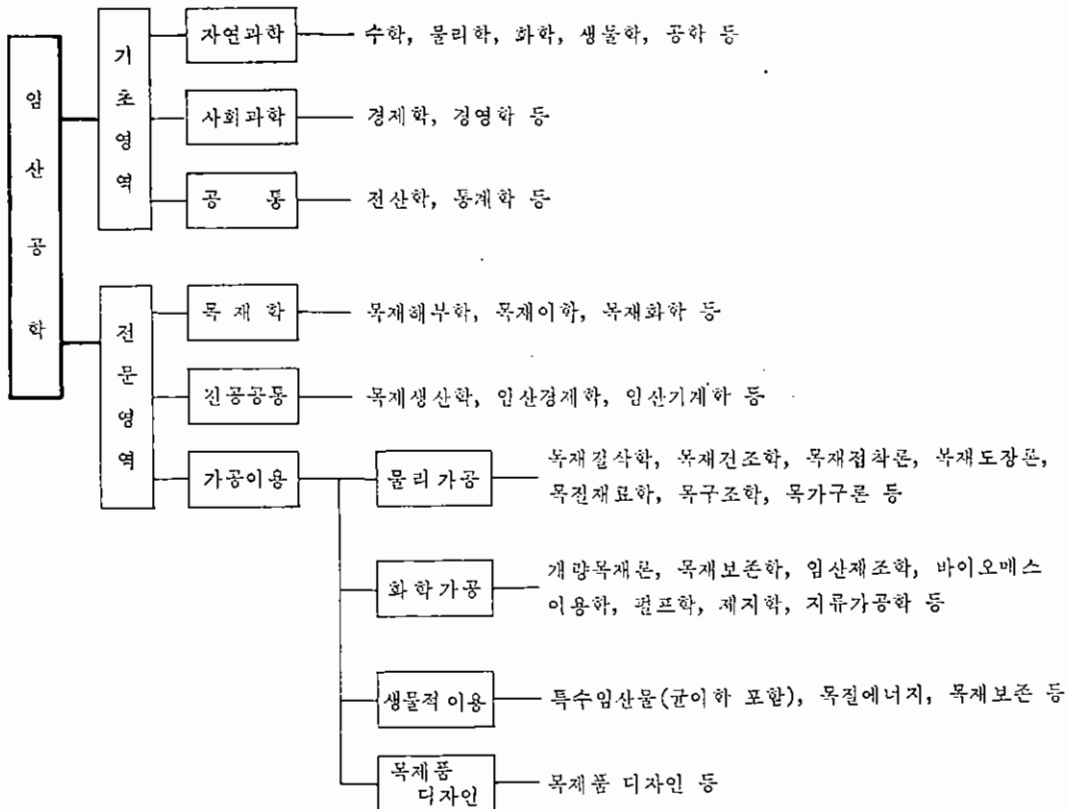 임산공학
기초영역
자연과학
수학, 물리학, 화학, 생물학, 공학 등
사회과학
경제학, 경영학 등
공 통
전산학, 통계학 등
전문영역
목재학
목재해부학, 목재이학, 목재화학 등
전공공통
목재생산학, 임산경제학, 임산기계학 등
가공이용
물리가공
목재절삭학, 목재건조학, 목재접착론, 목재도장론,
목질재료학, 목구조학, 목가구론 등
화학가공
개량목재론, 목재보존학, 임산제조학, 바이오매스
이용학, 펄프학, 제지학, 지류가공학 등
생물적 이용
특수임산물(균이학 포함), 목질에너지, 목재보존 등
목제품
디자인
목제품 디자인 등